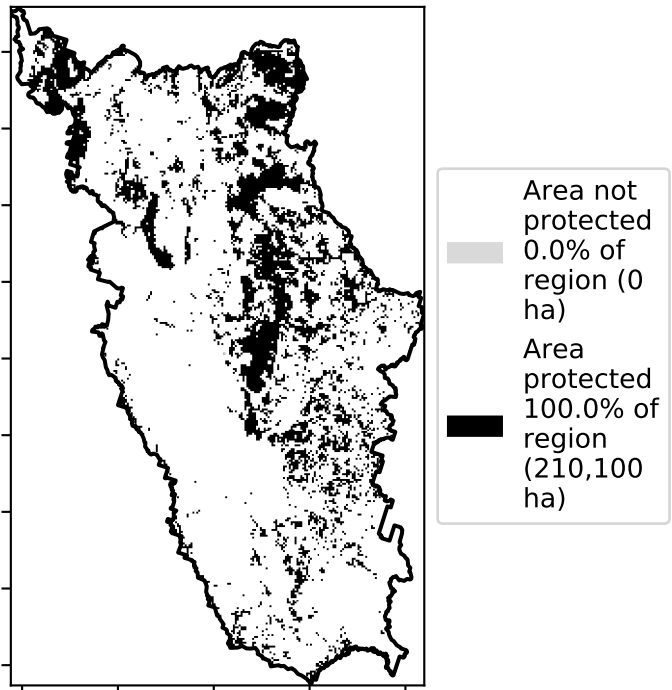 Area not
protected
0.0% of
region (0
ha)
Area
protected
100.0% of
region
(210,100
ha)